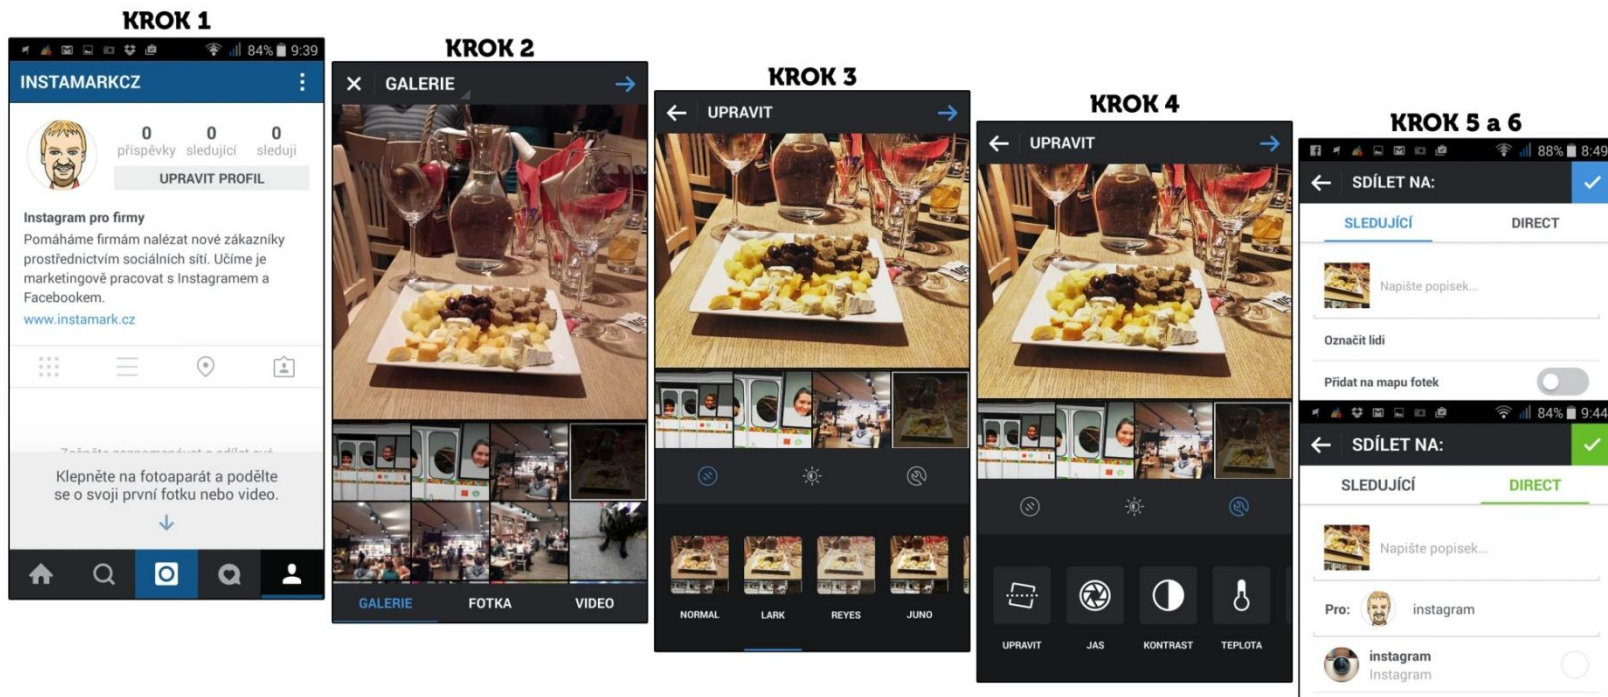 KROK 1
84% 9:39
INSTAMARKCZ
0 0 0
příspěvky sledující sleduji
UPRAVIT PROFIL
Instagram pro firmy
Pomáháme firmám nalézat nové zákazníky
prostřednictvím sociálních sítí. Učíme je
marketingově pracovat s Instagramem a
Facebookem.
www.instamark.cz
Klepněte na fotoaparát a podělte
se o svoji první fotku nebo video.
KROK 2
GALERIE
GALERIE FOTKA VIDEO
KROK 3
UPRAVIT
NORMAL LARK REYES JUNO
KROK 4
UPRAVIT
UPRAVIT JAS KONTRAST TEPLOTA
KROK 5 a 6
88% 8:49
SDÍLET NA:
SLEDUJÍCÍ DIRECT
Napište popisek...
Označit lidi
Přidat na mapu fotek
84% 9:44
SDÍLET NA:
SLEDUJÍCÍ DIRECT
Napište popisek...
Pro: instagram
instagram
Instagram